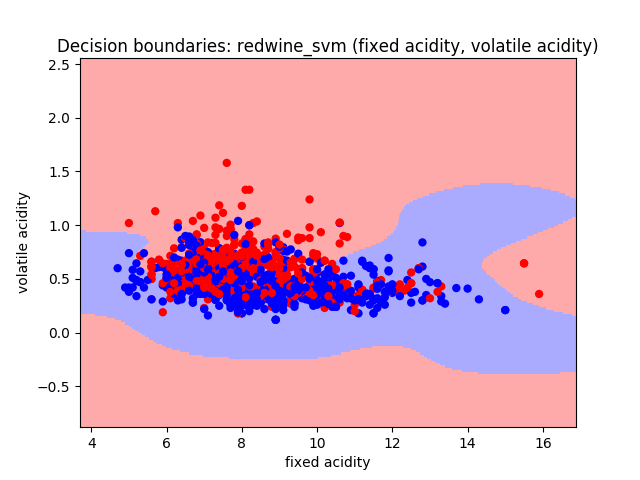 Decision boundaries: redwine_svm (fixed acidity, volatile acidity)
2.5
2.0
1.5
1.0
0.5
0.0
−0.5
volatile acidity
4 6 8 10 12 14 16
fixed acidity